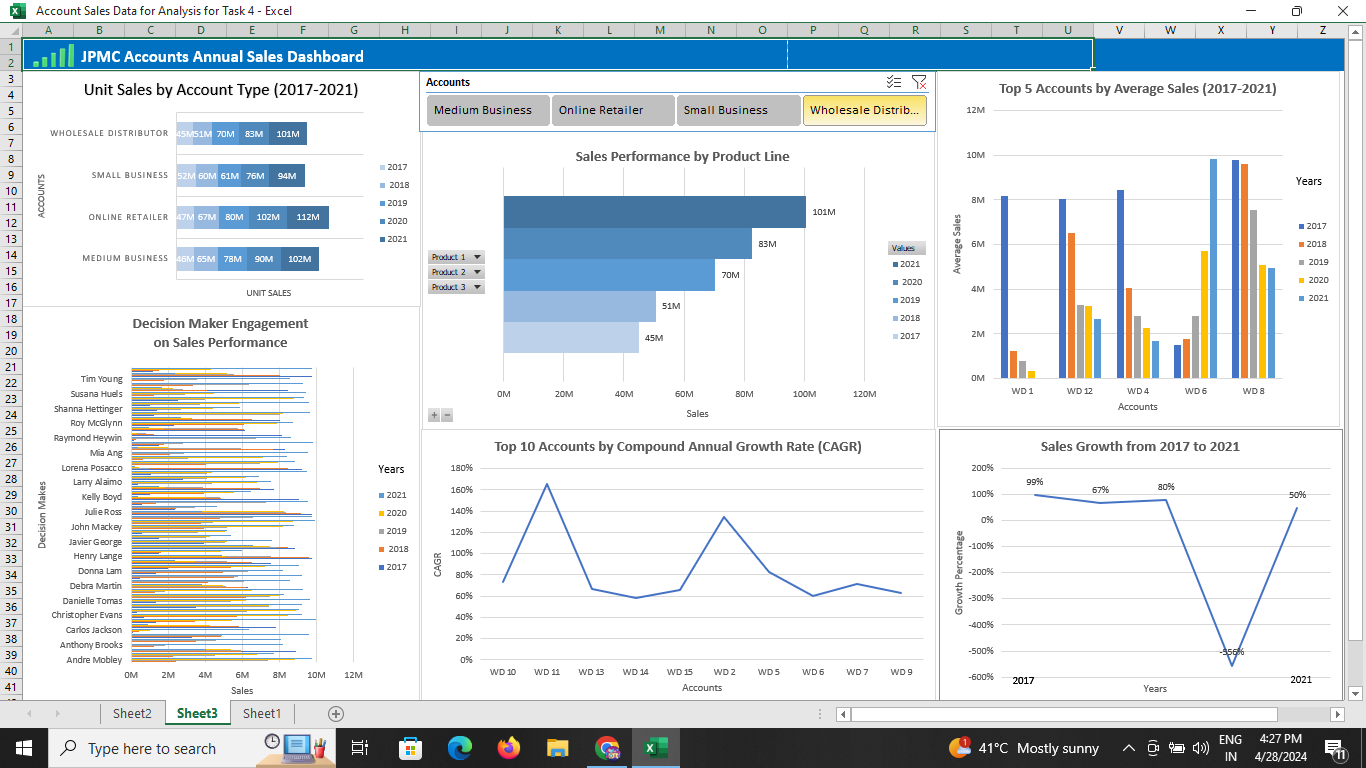 Account Sales Data for Analysis for Task 4 - Excel
A B C D E F G H I J K L M N O P Q R S T U V W X Y Z
JPMC Accounts Annual Sales Dashboard
Unit Sales by Account Type (2017-2021)
WHOLESALE DISTRIBUTOR 45M 51M 70M 83M 101M
SMALL BUSINESS 52M 60M 61M 76M 94M
ONLINE RETAILER 47M 67M 80M 102M 112M
MEDIUM BUSINESS 46M 65M 78M 90M 102M
ACCOUNTS
UNIT SALES
2017
2018
2019
2020
2021
Accounts
Medium Business Online Retailer Small Business Wholesale Distrib...
Sales Performance by Product Line
101M
83M
70M
51M
45M
Product 1
Product 2
Product 3
Values
2021
2020
2019
2018
2017
0M 20M 40M 60M 80M 100M 120M
Sales
Top 5 Accounts by Average Sales (2017-2021)
12M
10M
8M
6M
4M
2M
0M
Average Sales
WD 1 WD 12 WD 4 WD 6 WD 8
Accounts
Years
2017
2018
2019
2020
2021
Decision Maker Engagement
on Sales Performance
Tim Young
Susana Huels
Shanna Hettinger
Roy McGlynn
Raymond Heywin
Mia Ang
Lorena Posacco
Larry Alaimo
Kelly Boyd
Julie Ross
John Mackey
Javier George
Henry Lange
Donna Lam
Debra Martin
Danielle Tomas
Christopher Evans
Carlos Jackson
Anthony Brooks
Andre Mobley
Decision Makes
0M 2M 4M 6M 8M 10M 12M
Sales
Years
2021
2020
2019
2018
2017
Top 10 Accounts by Compound Annual Growth Rate (CAGR)
180%
160%
140%
120%
100%
80%
60%
40%
20%
0%
CAGR
WD 10 WD 11 WD 13 WD 14 WD 15 WD 2 WD 5 WD 6 WD 7 WD 9
Accounts
Sales Growth from 2017 to 2021
200%
100%
0%
-100%
-200%
-300%
-400%
-500%
-600%
Growth Percentage
99% 67% 80% -556% 50%
2017 2021
Years
1
2
3
4
5
6
7
8
9
10
11
12
13
14
15
16
17
18
19
20
21
22
23
24
25
26
27
28
29
30
31
32
33
34
35
36
37
38
39
40
41
Sheet2 Sheet3 Sheet1
Type here to search
1
41°C Mostly sunny
ENG
IN
4:27 PM
4/28/2024
11